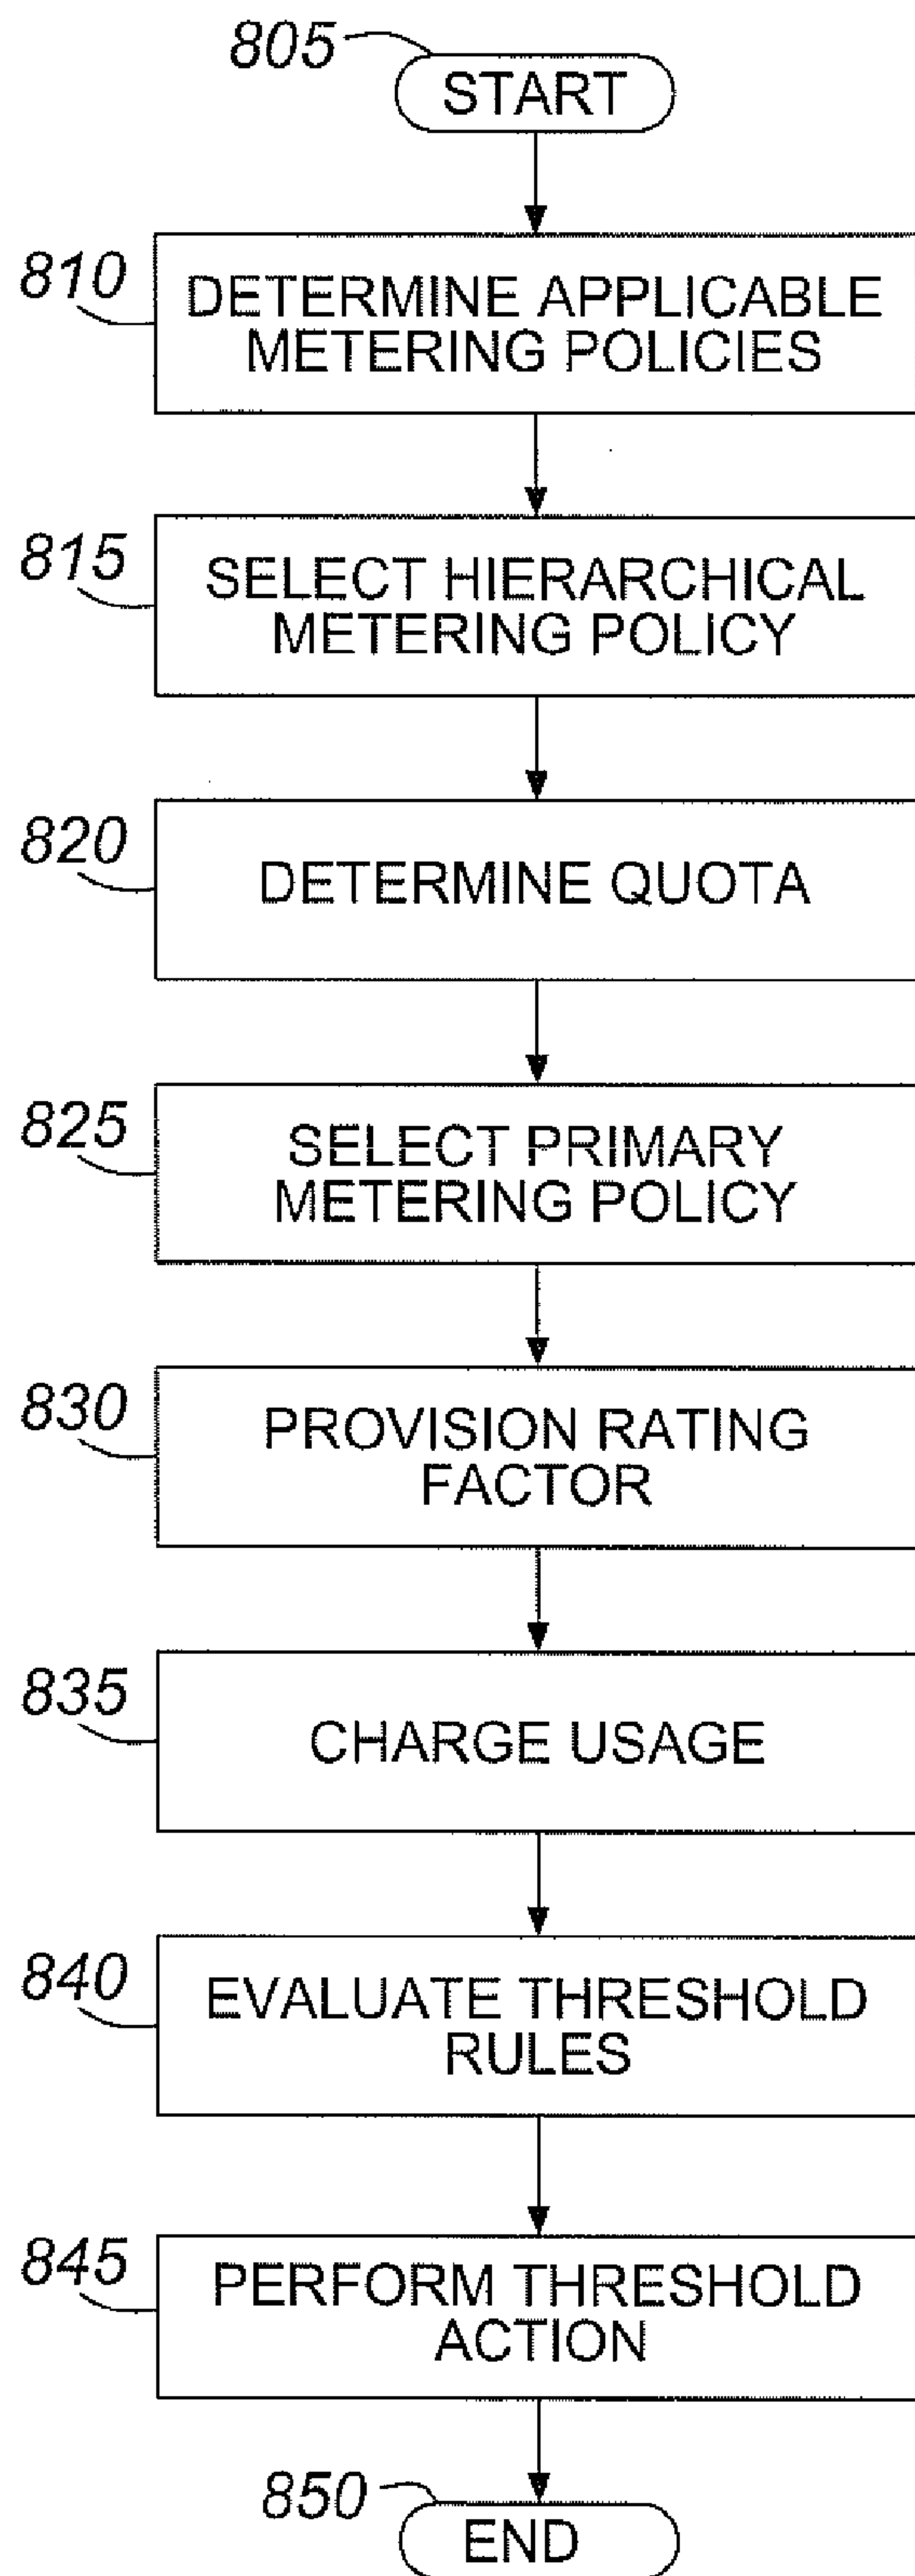 805
START
810
DETERMINE APPLICABLE
METERING POLICIES
815
SELECT HIERARCHICAL
METERING POLICY
820
DETERMINE QUOTA
825
SELECT PRIMARY
METERING POLICY
830
PROVISION RATING
FACTOR
835
CHARGE USAGE
840
EVALUATE THRESHOLD
RULES
845
PERFORM THRESHOLD
ACTION
850
END